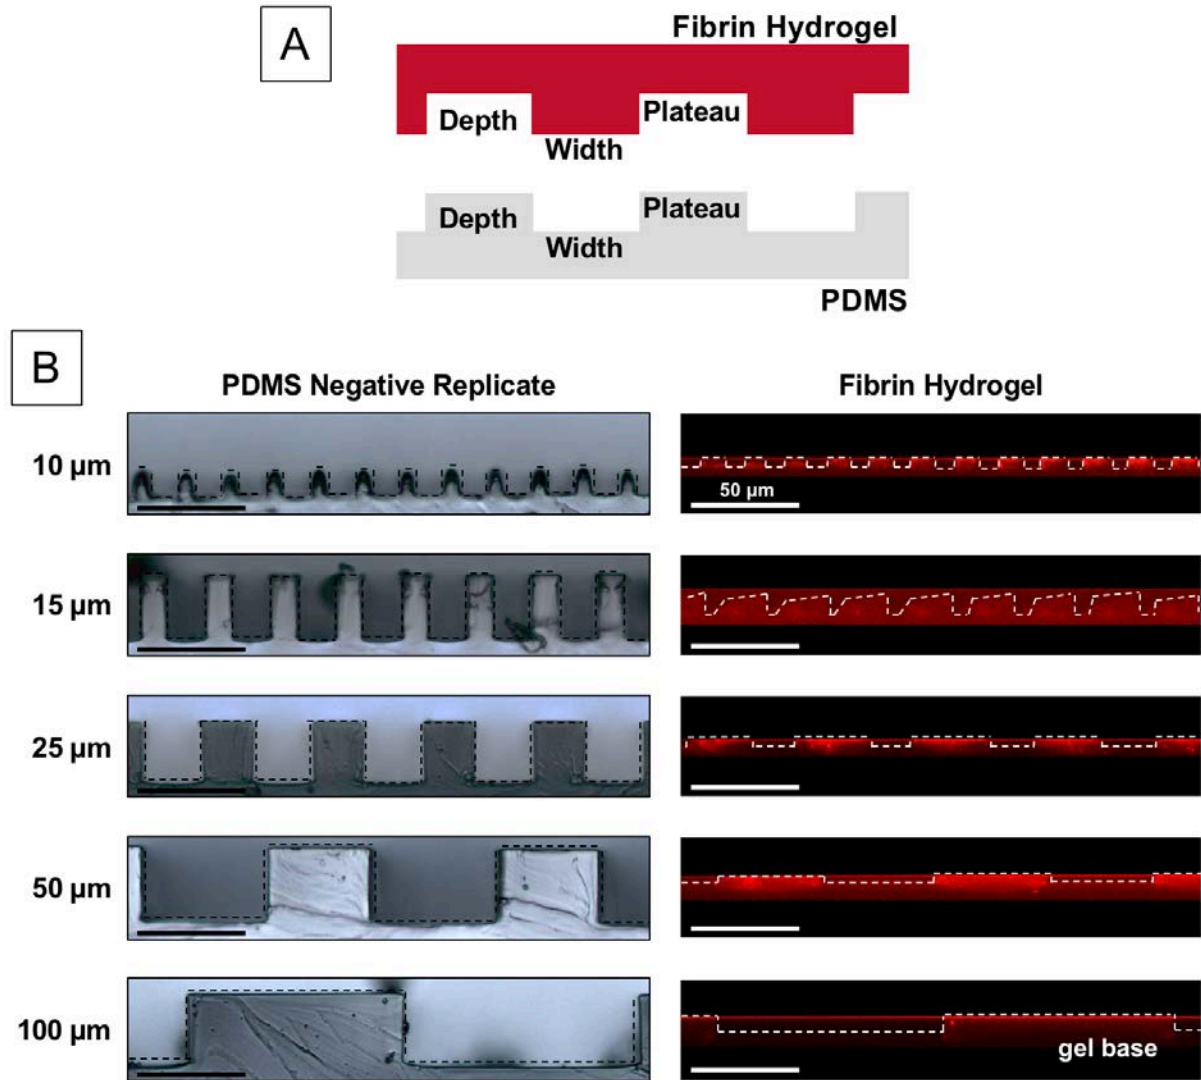 A
Fibrin Hydrogel
Depth
Plateau
Width
Depth
Plateau
Width
PDMS
B
PDMS Negative Replicate
Fibrin Hydrogel
10 µm
50 µm
15 µm
25 µm
50 µm
100 µm
gel base